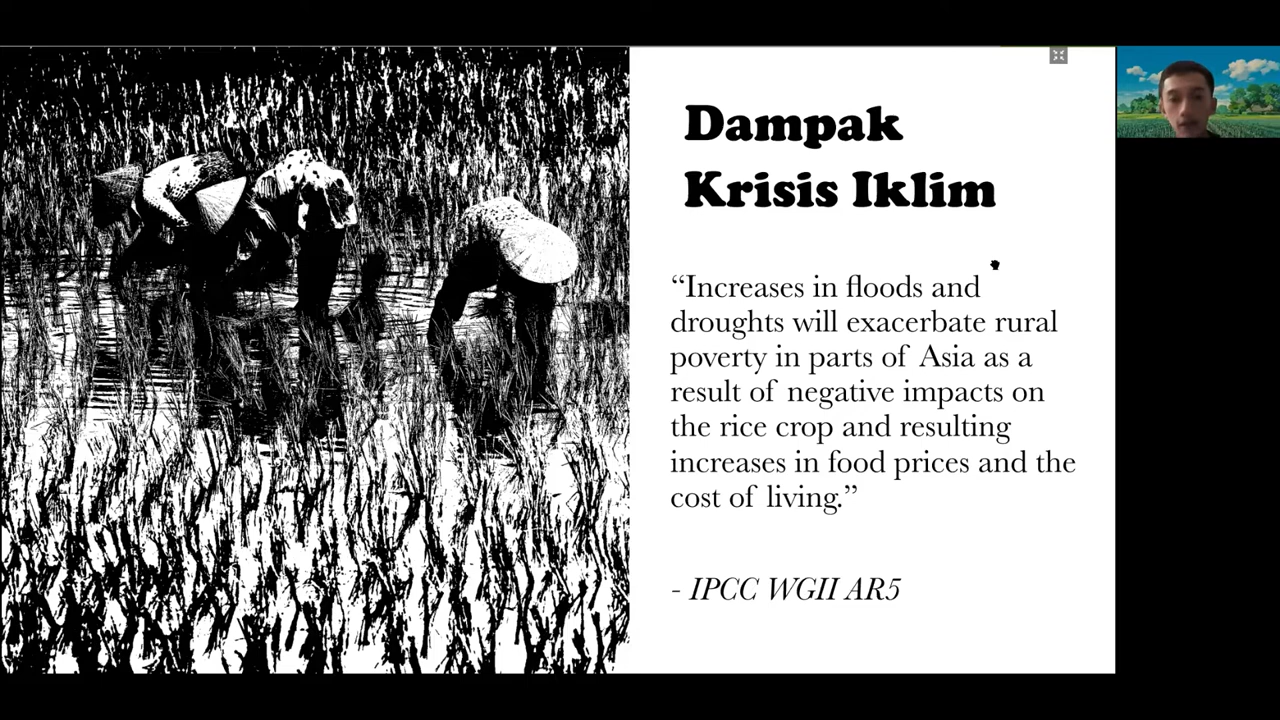 Dampak
Krisis Iklim
“Increases in floods and
droughts will exacerbate rural
poverty in parts of Asia as a
result of negative impacts on
the rice crop and resulting
increases in food prices and the
cost of living.”
- IPCC WGII AR5